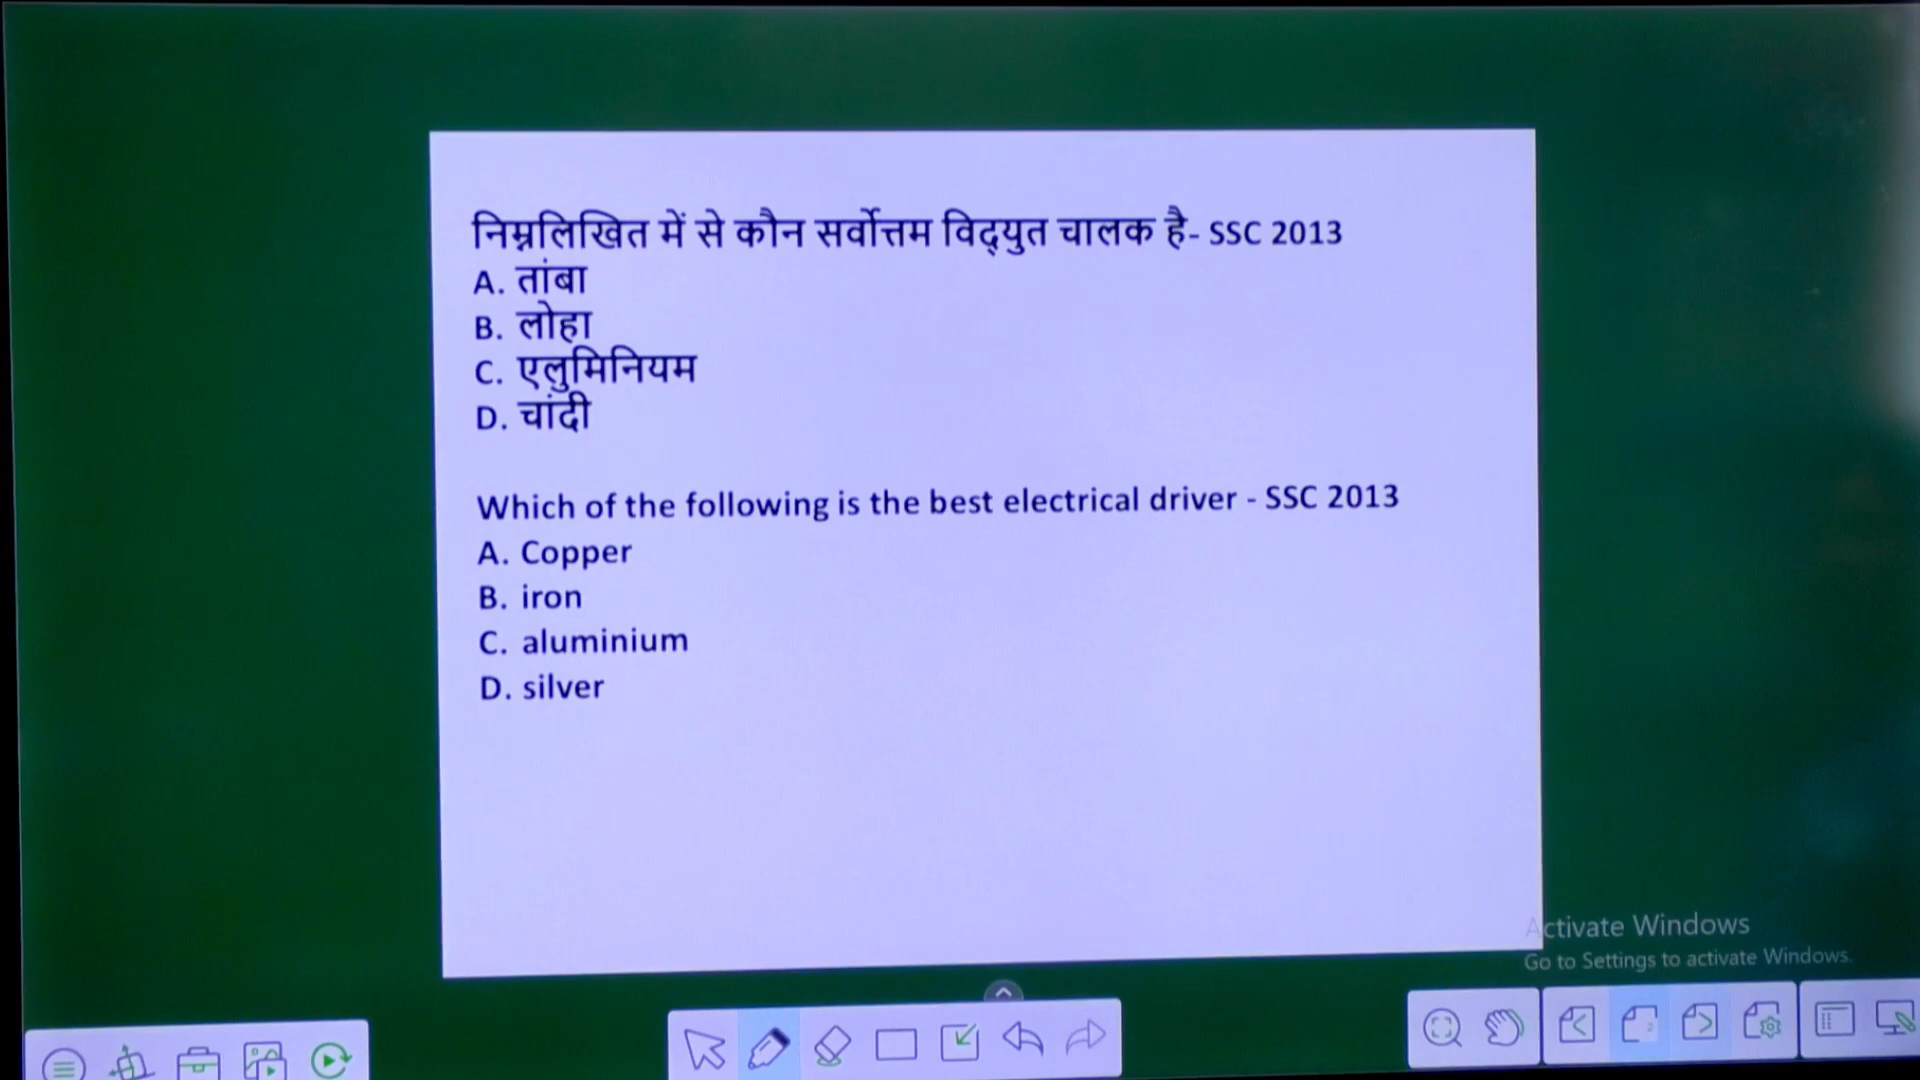 निम्नलिखित में से कौन सर्वोत्तम विद्युत चालक है- SSC 2013
A. तांबा
B. लोहा
C. एलुमिनियम
D. चांदी
Which of the following is the best electrical driver - SSC 2013
A. Copper
B. iron
C. aluminium
D. silver
Activate Windows
Go to Settings to activate Windows.